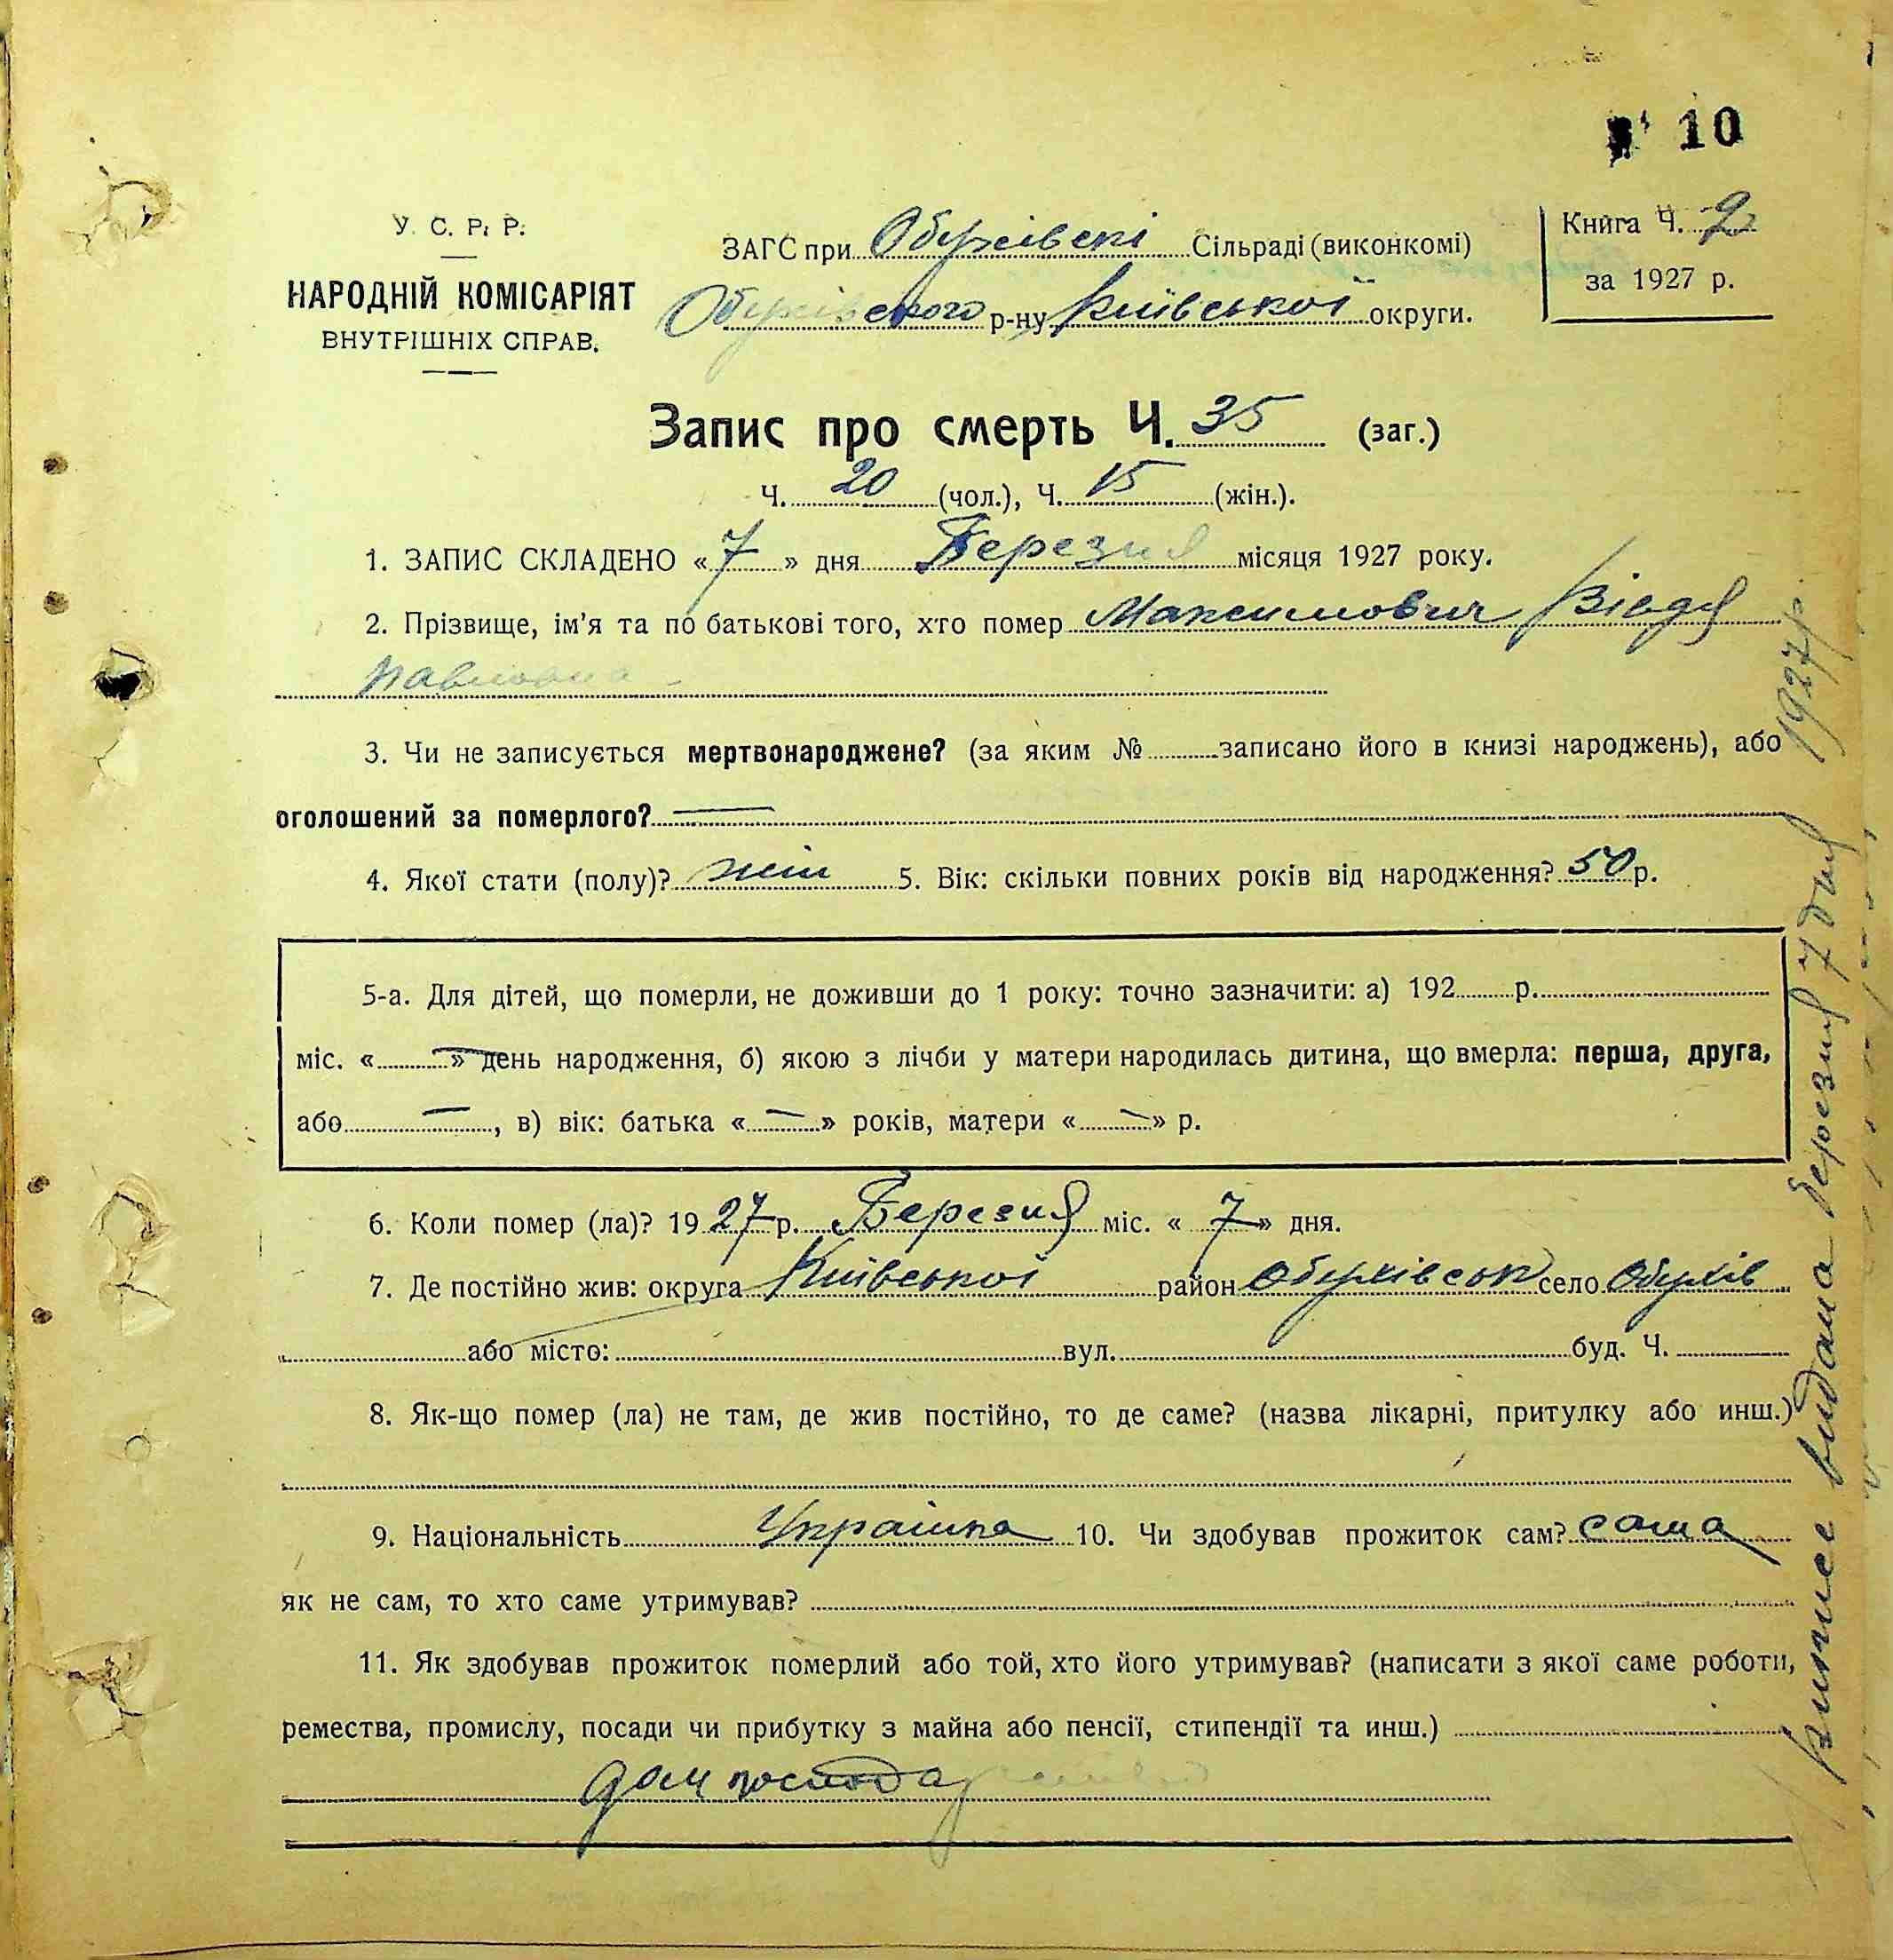 10
У. С. Р. Р.
НАРОДНІЙ КОМІСАРІЯТ
ВНУТРІШНІХ СПРАВ.
ЗАГС при Обухівскі Сільраді (виконкомі)
Обухівского р-ну Київської округи.
Книга Ч. 2
за 1927 р.
Запис про смерть Ч. 35 (заг.)
Ч. 20 (чол.), Ч. 15 (жін.).
1. ЗАПИС СКЛАДЕНО « 7 » дня Березня місяця 1927 року.
2. Прізвище, ім’я та по батькові того, хто помер Максимович
Павловна -
3. Чи не записується мертвонароджене? (за яким № записано його в книзі народжень), або
оголошений за померлого? —
4. Якої стати (полу)? жін 5. Вік: скільки повних років від народження? 50 р.
5-а. Для дітей, що померли, не доживши до 1 року: точно зазначити: а) 192 р.
міс. « — » день народження, б) якою з лічби у матери народилась дитина, що вмерла: перша, друга,
або — , в) вік: батька « — » років, матери « — » р.
6. Коли помер (ла)? 1927 р. Березня міс. « 7 » дня.
7. Де постійно жив: округа Київської район Обухівськ село Обухів
або місто: вул. буд. Ч.
8. Як-що помер (ла) не там, де жив постійно, то де саме? (назва лікарні, притулку або инш.)
9. Національність Українка 10. Чи здобував прожиток сам? сама
як не сам, то хто саме утримував?
11. Як здобував прожиток померлий або той, хто його утримував? (написати з якої саме роботи,
ремества, промислу, посади чи прибутку з майна або пенсії, стипендії та инш.)
дом
видана березня 7 дня 1927 р.